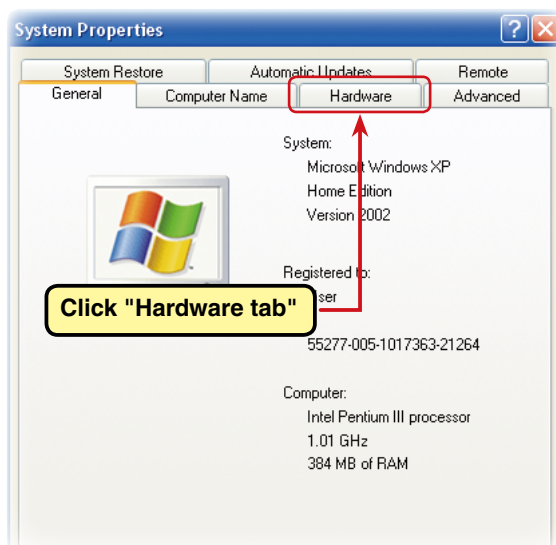 System Properties
System Restore
Automatic Updates
Remote
General
Computer Name
Hardware
Advanced
System:
Microsoft Windows XP
Home Edition
Version 2002
Registered to:
Click "Hardware tab"
55277-005-1017363-21264
Computer:
Intel Pentium III processor
1.01 GHz
384 MB of RAM